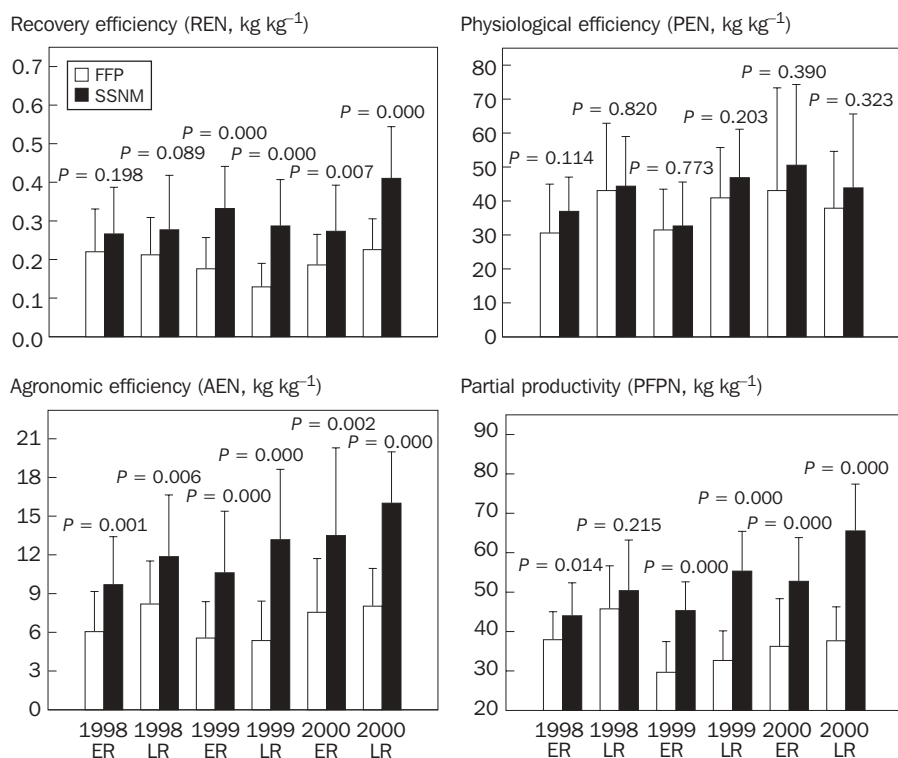 Recovery efficiency (REN, kg kg⁻¹)
0.7
0.6
0.5
0.4
0.3
0.2
0.1
0.0
FFP
SSNM
P = 0.198
P = 0.089
P = 0.000
P = 0.000
P = 0.007
P = 0.000
Physiological efficiency (PEN, kg kg⁻¹)
80
70
60
50
40
30
20
10
0
P = 0.114
P = 0.820
P = 0.773
P = 0.203
P = 0.390
P = 0.323
Agronomic efficiency (AEN, kg kg⁻¹)
21
18
15
12
9
6
3
0
P = 0.001
P = 0.006
P = 0.000
P = 0.000
P = 0.002
P = 0.000
1998 1998 1999 1999 2000 2000
ER LR ER LR ER LR
Partial productivity (PFPN, kg kg⁻¹)
90
80
70
60
50
40
30
20
P = 0.014
P = 0.215
P = 0.000
P = 0.000
P = 0.000
P = 0.000
1998 1998 1999 1999 2000 2000
ER LR ER LR ER LR